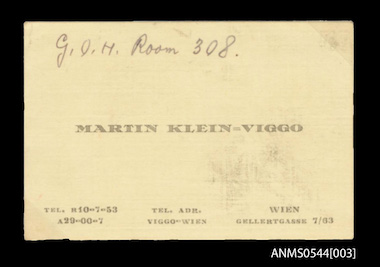 G.O.H. Room 308.
MARTIN KLEIN=VIGGO
TEL. R10-7-53 TEL. ADR. WIEN
A29-00-7 VIGGO-WIEN GELLERTGASSE 7/63
ANMS0544[003]